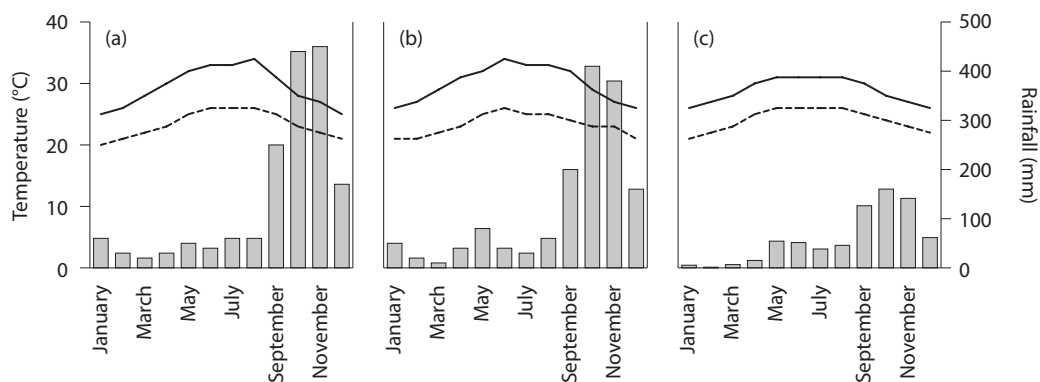 (a)
(b)
(c)
Temperature (°C)
40
30
20
10
0
Rainfall (mm)
500
400
300
200
100
0
January
March
May
July
September
November
January
March
May
July
September
November
January
March
May
July
September
November